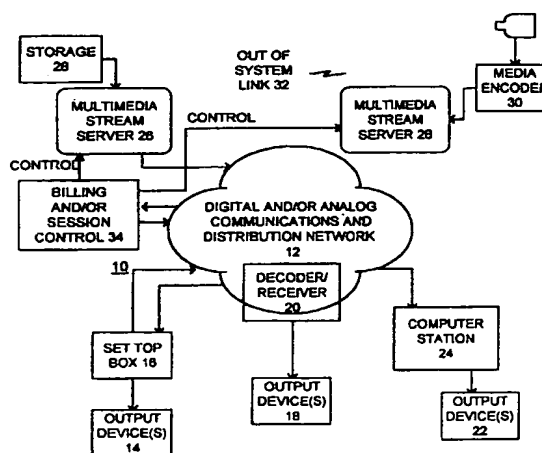 STORAGE
28
OUT OF
SYSTEM
LINK 32
MEDIA
ENCODER
30
MULTIMEDIA
STREAM
SERVER 26
CONTROL
MULTIMEDIA
STREAM
SERVER 26
CONTROL
BILLING
AND/OR
SESSION
CONTROL 34
DIGITAL AND/OR ANALOG
COMMUNICATIONS AND
DISTRIBUTION NETWORK
12
10
DECODER/
RECEIVER
20
SET TOP
BOX 16
COMPUTER
STATION
24
OUTPUT
DEVICE(S)
14
OUTPUT
DEVICE(S)
18
OUTPUT
DEVICE(S)
22